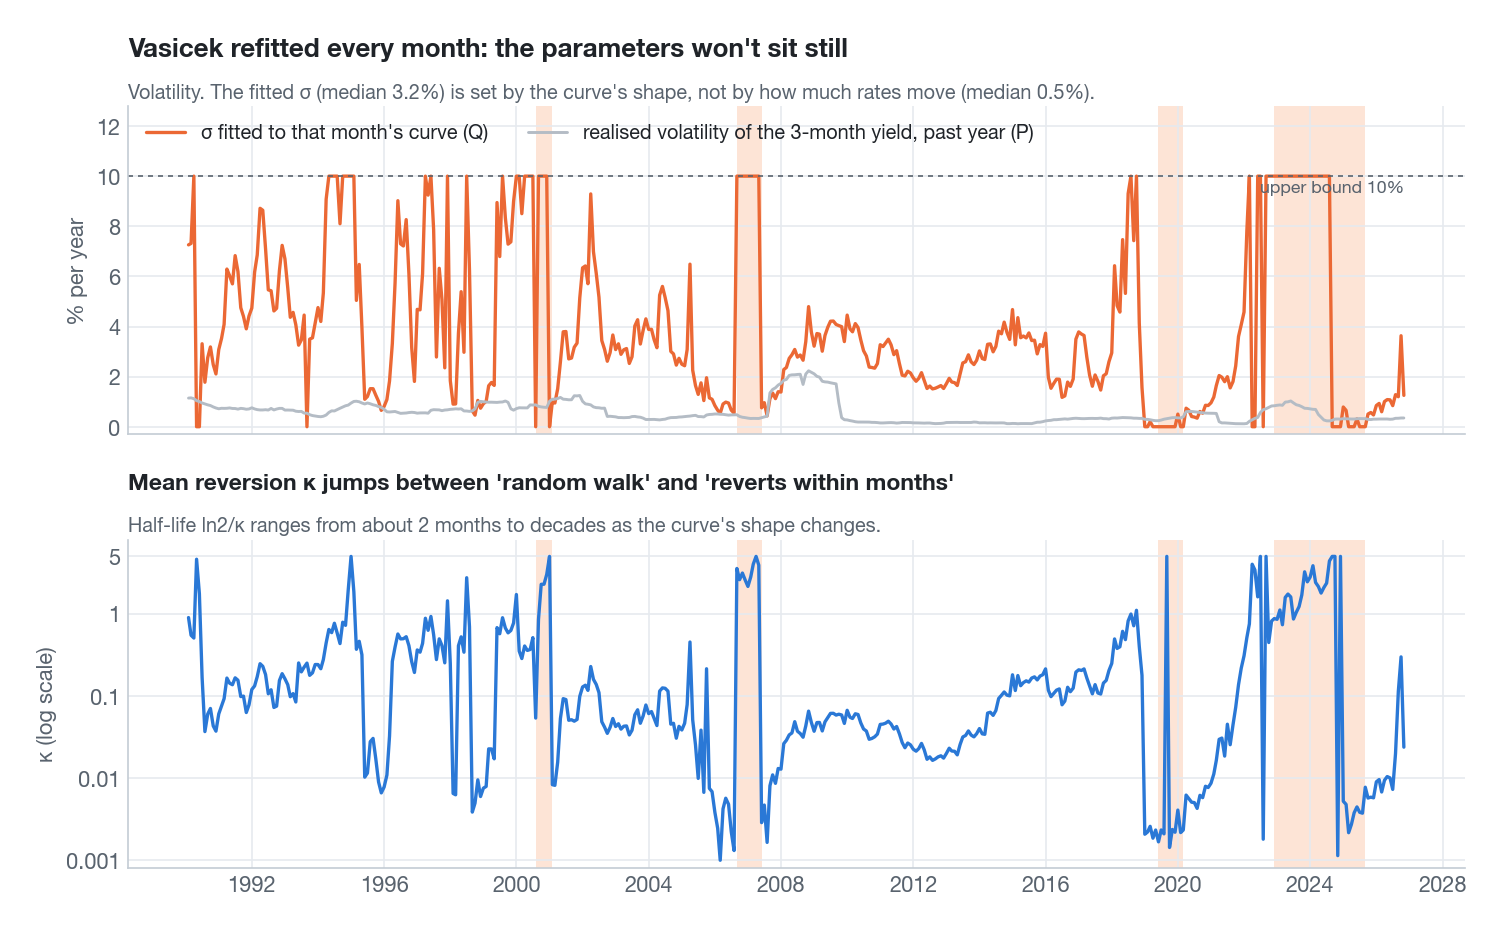 Vasicek refitted every month: the parameters won't sit still
Volatility. The fitted σ (median 3.2%) is set by the curve's shape, not by how much rates move (median 0.5%).
σ fitted to that month's curve (Q)
realised volatility of the 3-month yield, past year (P)
upper bound 10%
% per year
12
10
8
6
4
2
0
Mean reversion κ jumps between 'random walk' and 'reverts within months'
Half-life ln2/κ ranges from about 2 months to decades as the curve's shape changes.
κ (log scale)
5
1
0.1
0.01
0.001
1992 1996 2000 2004 2008 2012 2016 2020 2024 2028